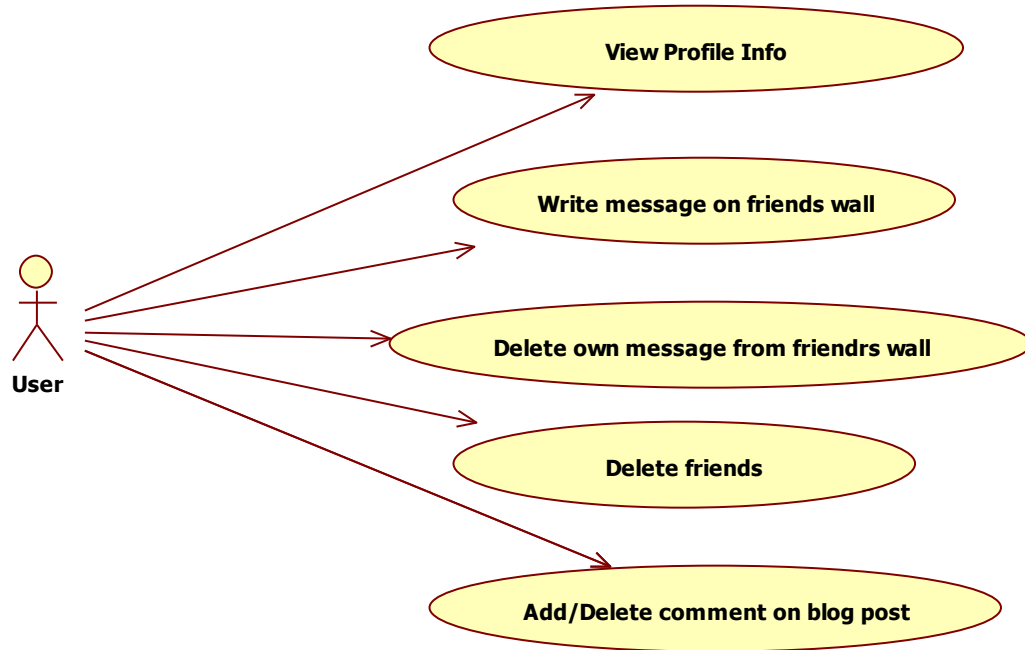 View Profile Info
Write message on friends wall
Delete own message from friendrs wall
User
Delete friends
Add/Delete comment on blog post